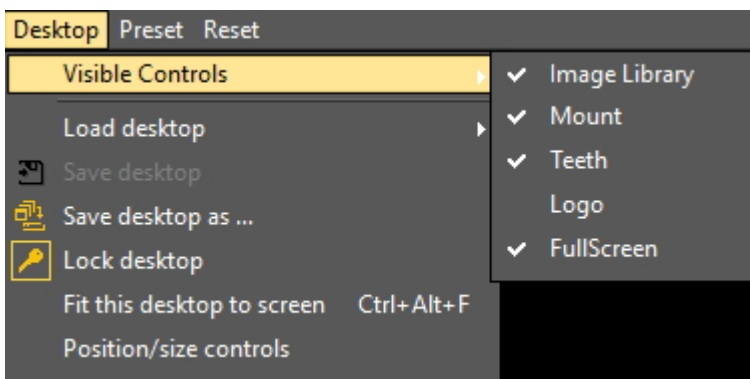 Desktop Preset Reset
Visible Controls
Load desktop
Save desktop
Save desktop as ...
Lock desktop
Fit this desktop to screen Ctrl+Alt+F
Position/size controls
Image Library
Mount
Teeth
Logo
FullScreen